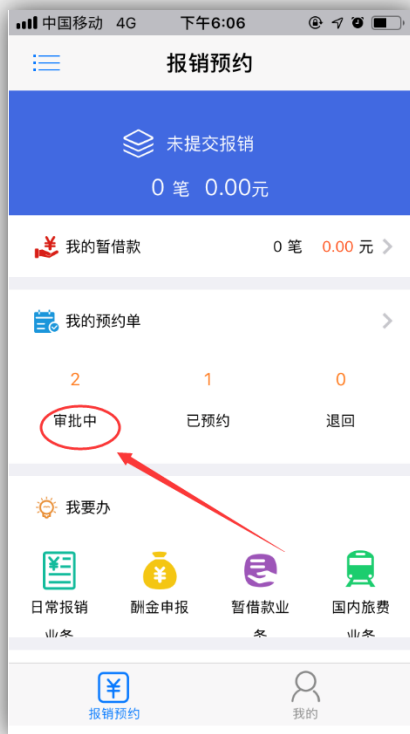 中国移动 4G 下午6:06
报销预约
未提交报销
0 笔 0.00元
我的暂借款 0 笔 0.00 元
我的预约单
2 1 0
审批中 已预约 退回
我要办
日常报销 酬金申报 暂借款业 国内旅费
业务 务 业务
报销预约 我的